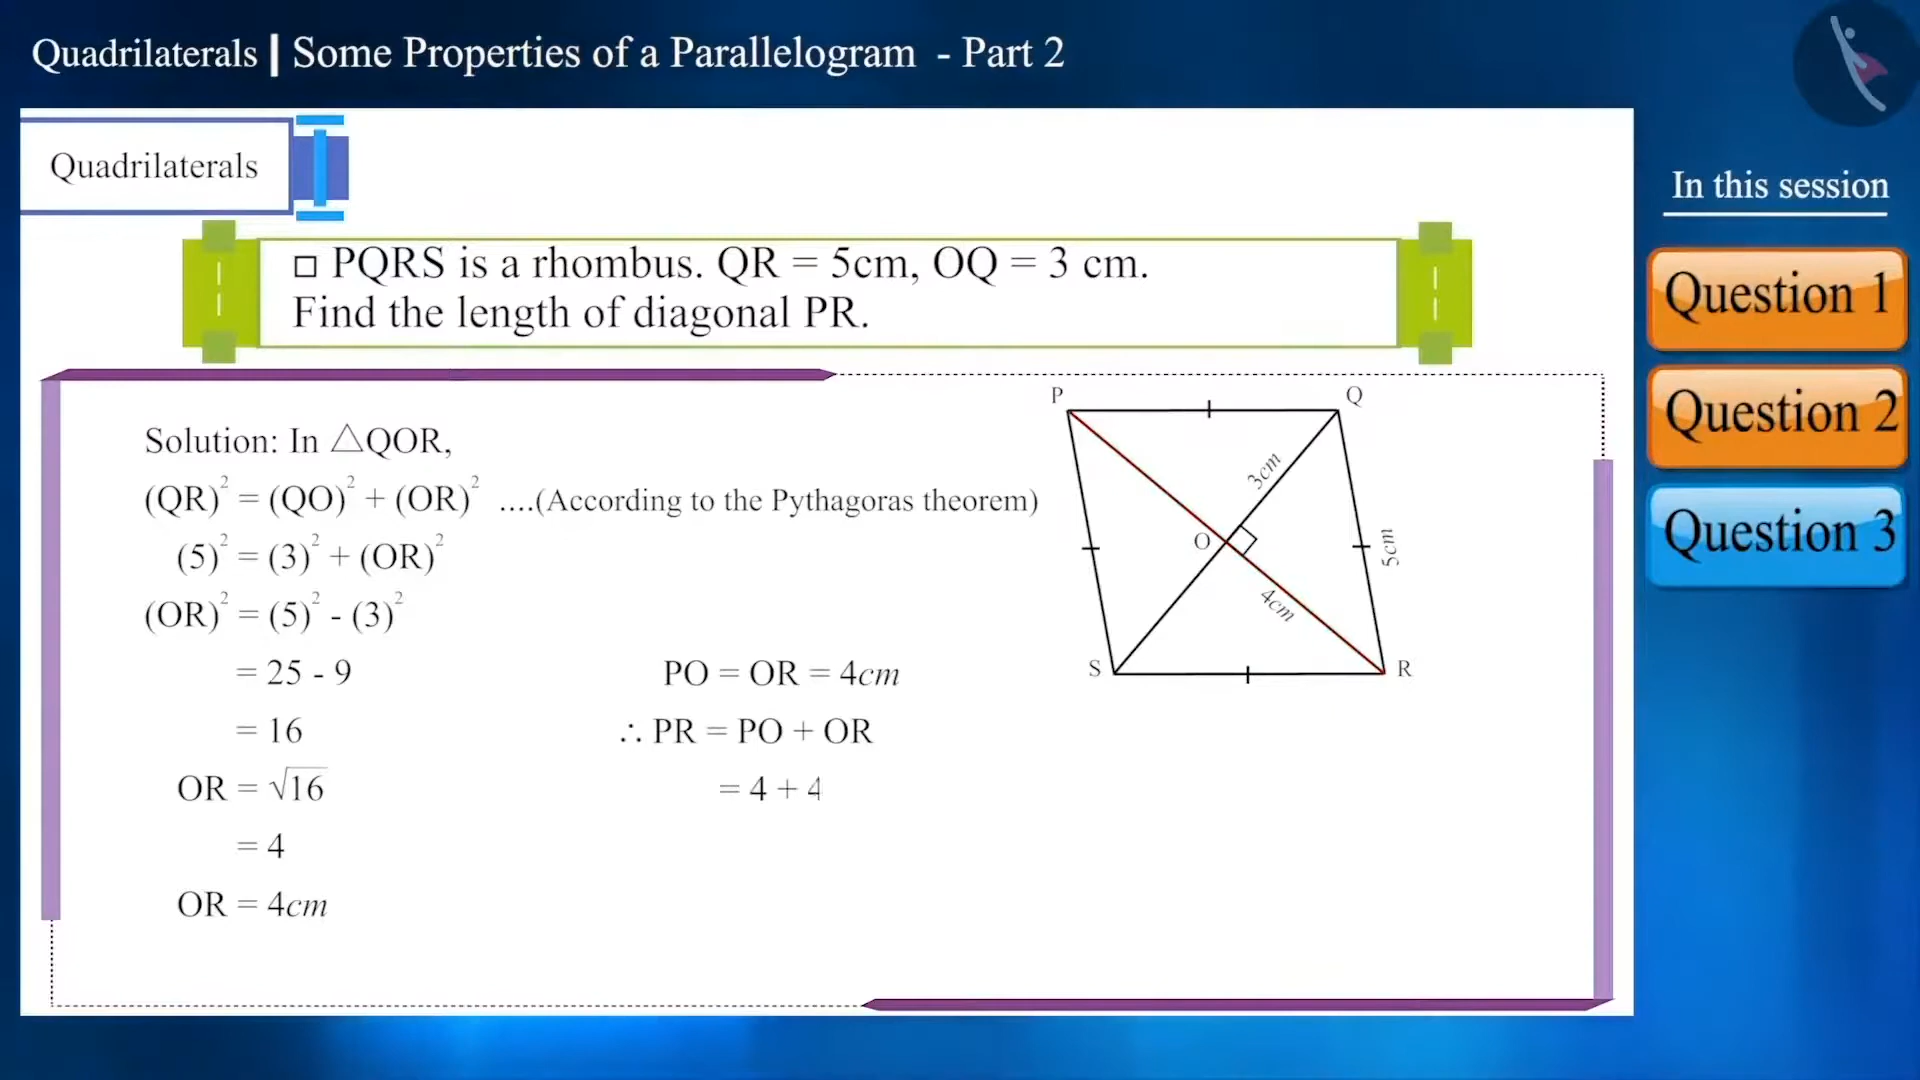 Quadrilaterals | Some Properties of a Parallelogram - Part 2
Quadrilaterals
In this session
□ PQRS is a rhombus. QR = 5cm, OQ = 3 cm.
Find the length of diagonal PR.
Question 1
Question 2
Question 3
Solution: In △QOR,
(QR)² = (QO)² + (OR)² ....(According to the Pythagoras theorem)
(5)² = (3)² + (OR)²
(OR)² = (5)² - (3)²
= 25 - 9
= 16
OR = √16
= 4
OR = 4cm
PO = OR = 4cm
∴ PR = PO + OR
= 4 + 4
P
Q
3cm
O
5cm
4cm
S
R